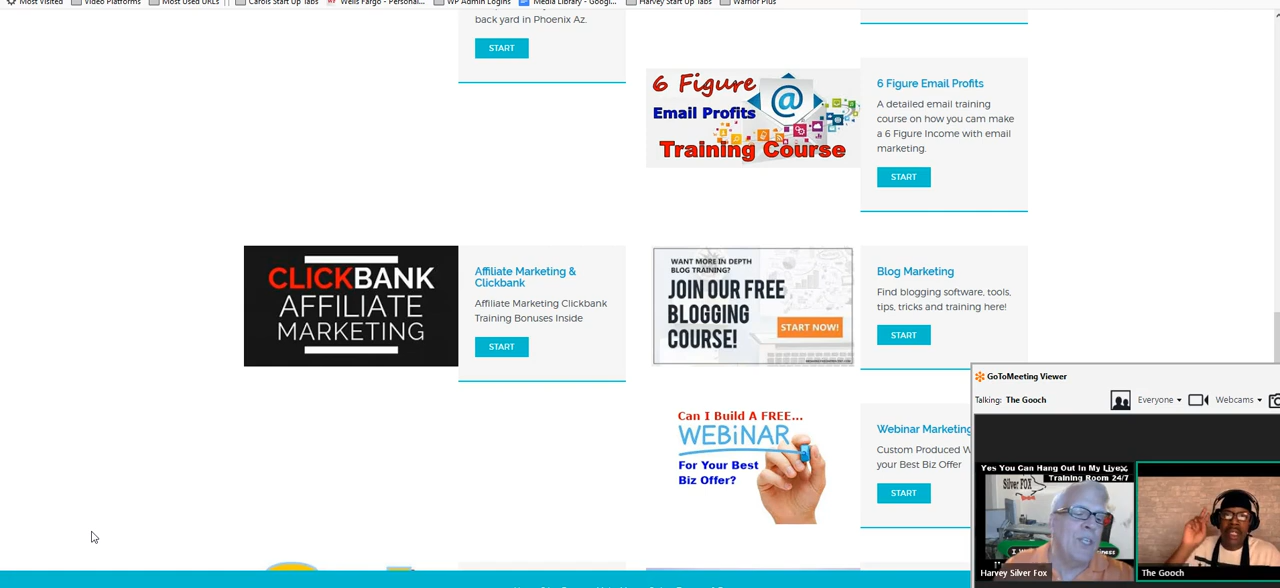 Most Visited Video Platforms Most Used URLs Carols Start Up Tabs Wells Fargo - Personal... WP Admin Logins Media Library - Googl... Harvey Start Up Tabs Warrior Plus
back yard in Phoenix Az.
START
6 Figure
Email Profits
@
Training Course
6 Figure Email Profits
A detailed email training
course on how you cam make
a 6 Figure Income with email
marketing.
START
CLICKBANK
AFFILIATE
MARKETING
Affiliate Marketing &
Clickbank
Affiliate Marketing Clickbank
Training Bonuses Inside
START
WANT MORE IN DEPTH
BLOG TRAINING?
JOIN OUR FREE
BLOGGING
COURSE!
START NOW!
Blog Marketing
Find blogging software, tools,
tips, tricks and training here!
START
Can I Build A FREE...
WEBiNAR
For Your Best
Biz Offer?
Webinar Marketing
Custom Produced W
your Best Biz Offer
START
GoToMeeting Viewer
Talking: The Gooch
Everyone
Webcams
Yes You Can Hang Out In My Live
Training Room 24/7
Silver FOX
Harvey Silver Fox
The Gooch